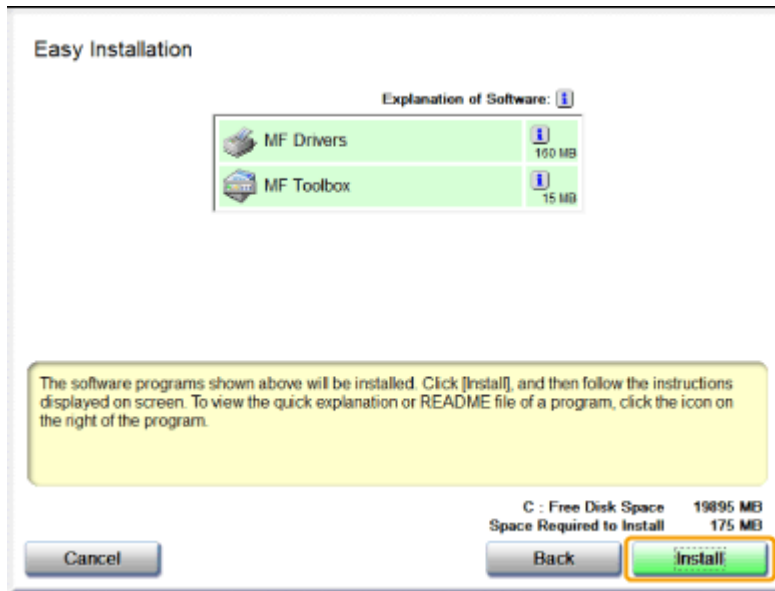 Easy Installation
Explanation of Software:
MF Drivers
160 MB
MF Toolbox
15 MB
The software programs shown above will be installed. Click [Install], and then follow the instructions
displayed on screen. To view the quick explanation or README file of a program, click the icon on
the right of the program.
C : Free Disk Space 19895 MB
Space Required to Install 175 MB
Cancel Back Install